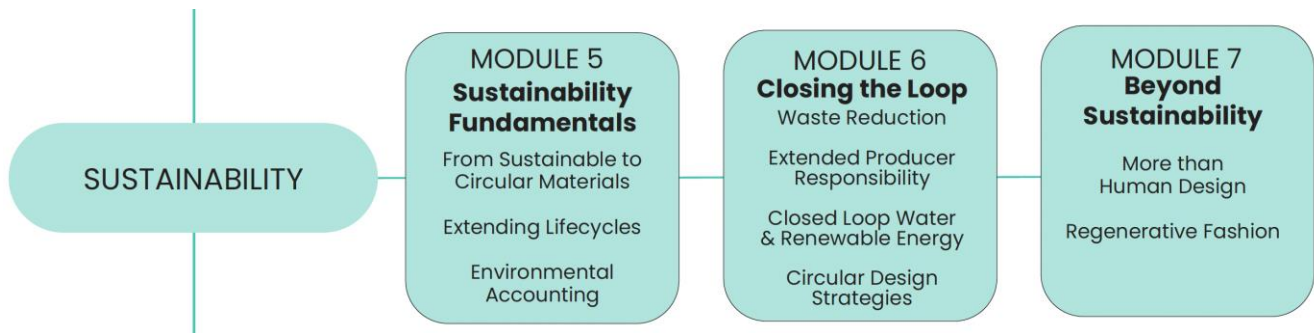 SUSTAINABILITY
MODULE 5
Sustainability
Fundamentals
From Sustainable to
Circular Materials
Extending Lifecycles
Environmental
Accounting
MODULE 6
Closing the Loop
Waste Reduction
Extended Producer
Responsibility
Closed Loop Water
& Renewable Energy
Circular Design
Strategies
MODULE 7
Beyond
Sustainability
More than
Human Design
Regenerative Fashion